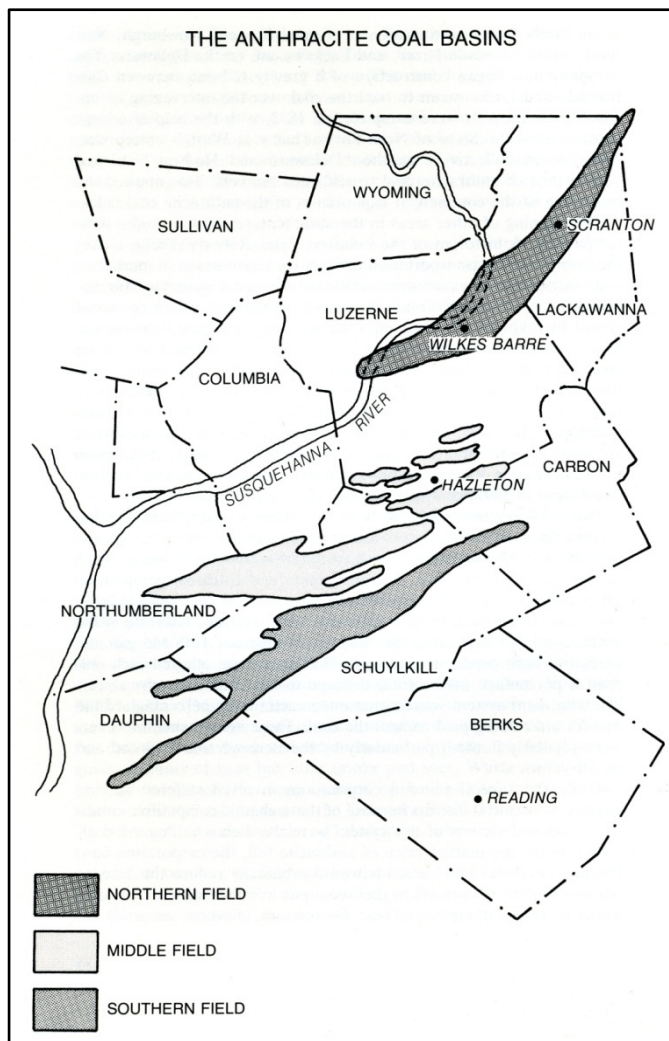 THE ANTHRACITE COAL BASINS
WYOMING
SULLIVAN
SCRANTON
LUZERNE
LACKAWANNA
WILKES BARRE
COLUMBIA
SUSQUEHANNA RIVER
CARBON
HAZLETON
NORTHUMBERLAND
SCHUYLKILL
DAUPHIN
BERKS
READING
NORTHERN FIELD
MIDDLE FIELD
SOUTHERN FIELD